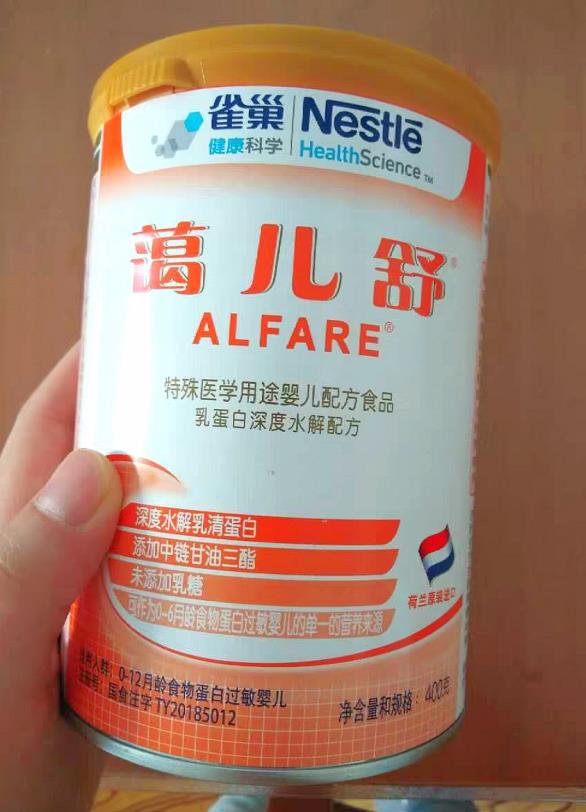 雀巢 Nestlé
健康科学 HealthScience TM
蔼儿舒®
ALFARE®
特殊医学用途婴儿配方食品
乳蛋白深度水解配方
深度水解乳清蛋白
添加中链甘油三酯
未添加乳糖
可作为0-6月龄食物蛋白过敏婴儿的单一的营养来源
荷兰原装进口
适用人群：0-12月龄食物蛋白过敏婴儿
注册号：国食注字TY20185012
净含量和规格：400克